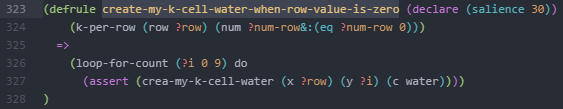 323 (defrule create-my-k-cell-water-when-row-value-is-zero (declare (salience 30))
324 (k-per-row (row ?row) (num ?num-row&:(eq ?num-row 0)))
325 =>
326 (loop-for-count (?i 0 9) do
327 (assert (crea-my-k-cell-water (x ?row) (y ?i) (c water))))
328 )